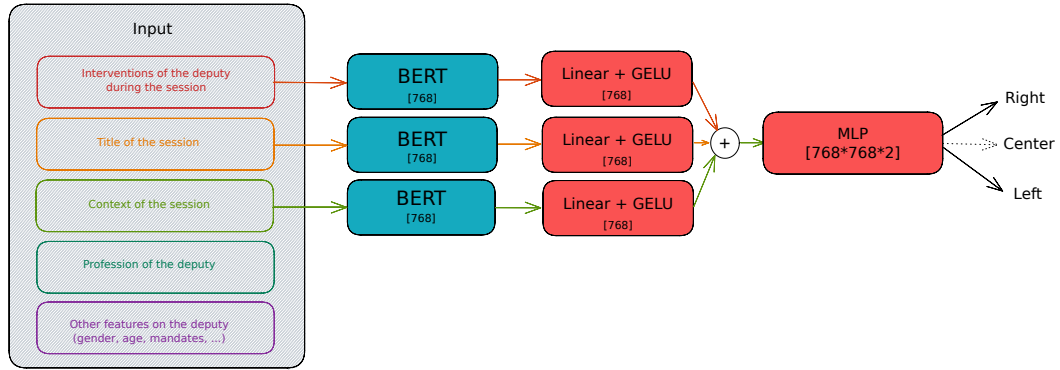 Input
Interventions of the deputy
during the session
BERT
[768]
Linear + GELU
[768]
Title of the session
BERT
[768]
Linear + GELU
[768]
Context of the session
BERT
[768]
Linear + GELU
[768]
+
MLP
[768*768*2]
Right
Center
Left
Profession of the deputy
Other features on the deputy
(gender, age, mandates, ...)